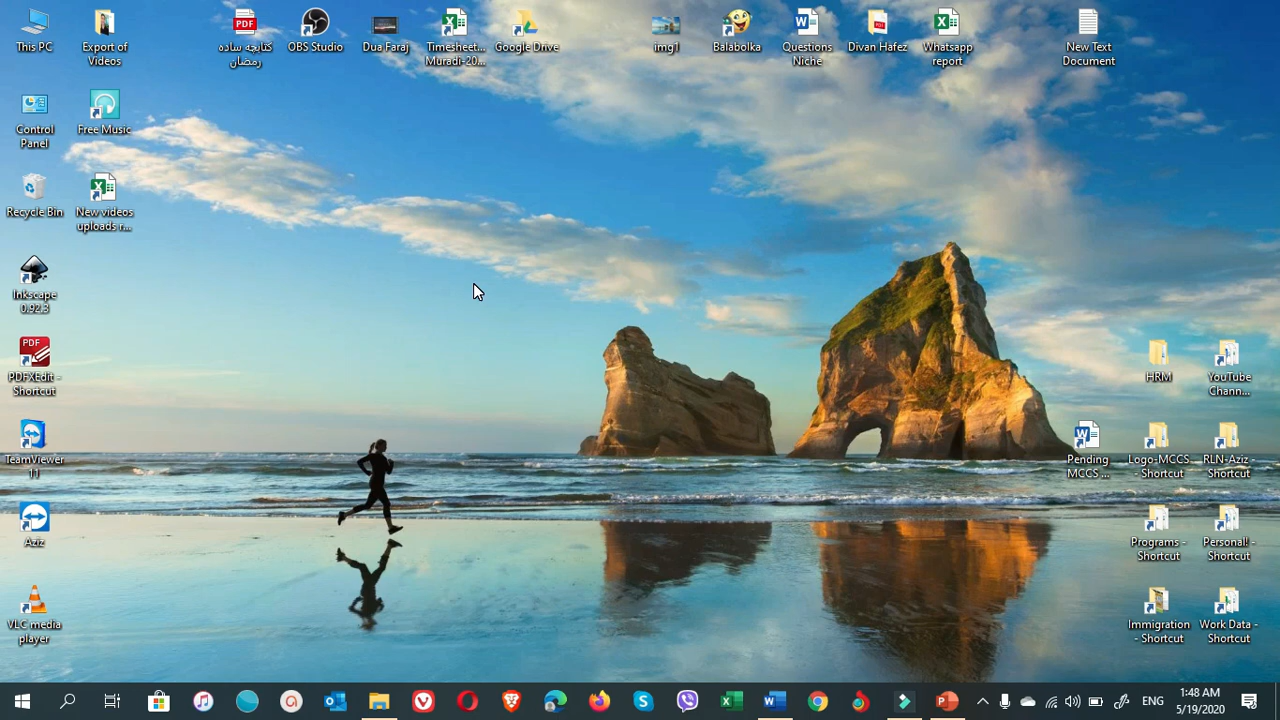 This PC
Export of
Videos
PDF
کتابچه ساده
رمضان
OBS Studio
Dua Faraj
Timesheet...
Muradi-20...
Google Drive
img1
Balabolka
Questions
Niche
Divan Hafez
Whatsapp
report
New Text
Document
Control
Panel
Free Music
Recycle Bin
New videos
uploads r...
Inkscape
0.92.3
PDF
PDFXEdit -
Shortcut
HRM
YouTube
Chann...
TeamViewer
11
Pending
MCCS ...
Logo-MCCS
- Shortcut
RLN-Aziz -
Shortcut
Aziz
Programs -
Shortcut
Personal! -
Shortcut
VLC media
player
Immigration
- Shortcut
Work Data -
Shortcut
ENG
1:48 AM
5/19/2020